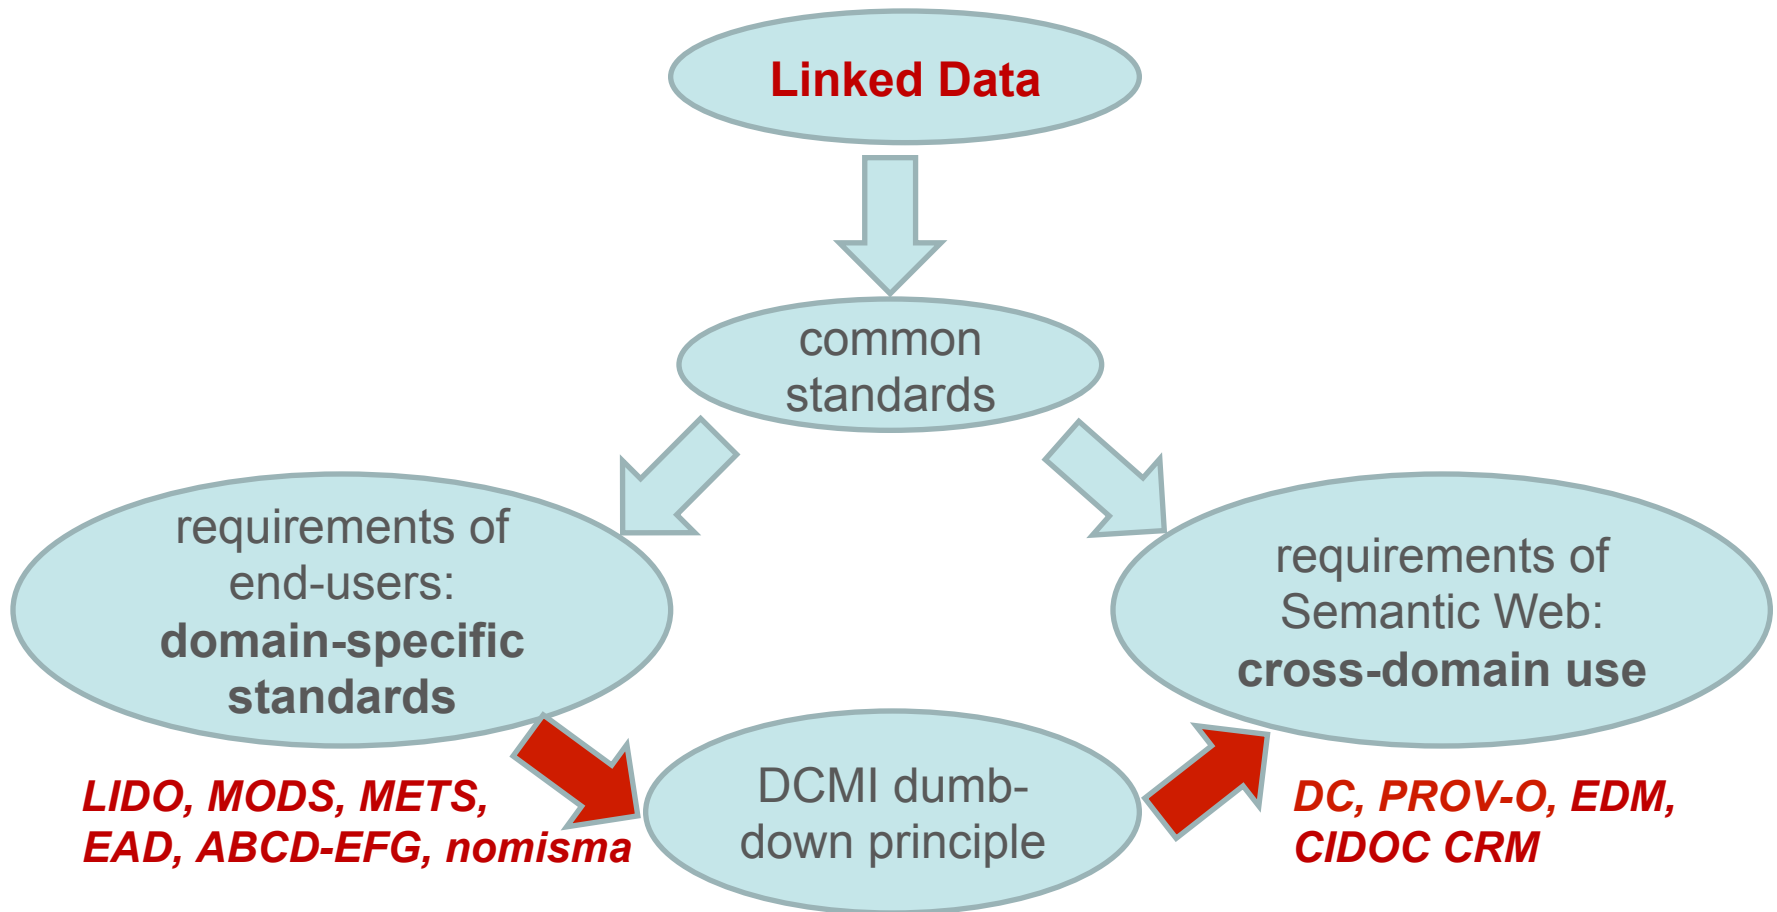 Linked Data
common
standards
requirements of
end-users:
domain-specific
standards
requirements of
Semantic Web:
cross-domain use
DCMI dumb-
down principle
LIDO, MODS, METS,
EAD, ABCD-EFG, nomisma
DC, PROV-O, EDM,
CIDOC CRM